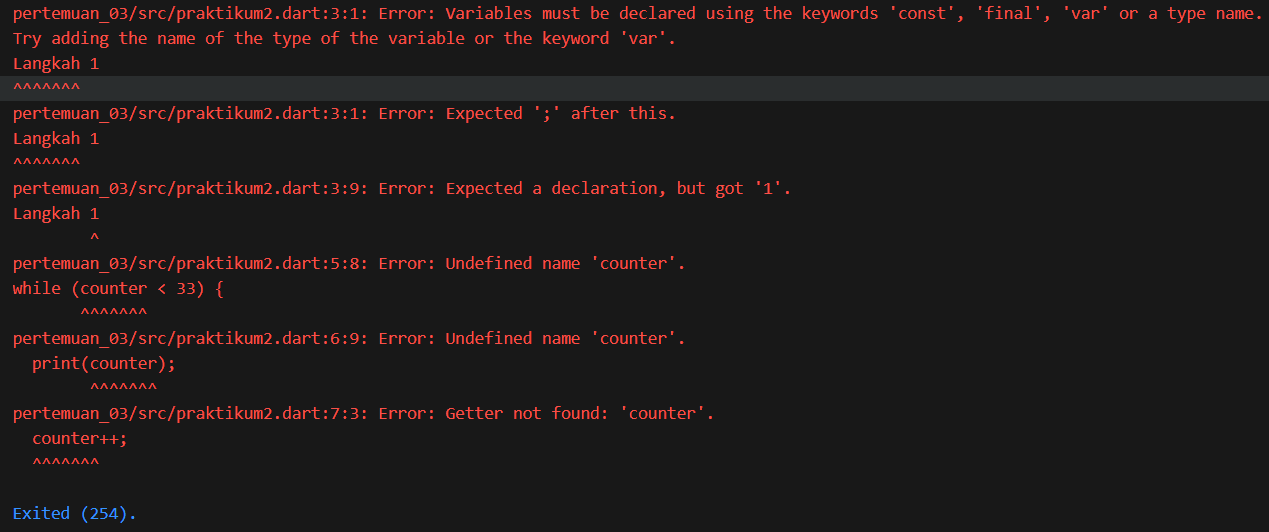 pertemuan_03/src/praktikum2.dart:3:1: Error: Variables must be declared using the keywords 'const', 'final', 'var' or a type name.
Try adding the name of the type of the variable or the keyword 'var'.
Langkah 1
^^^^^^^
pertemuan_03/src/praktikum2.dart:3:1: Error: Expected ';' after this.
Langkah 1
^^^^^^^
pertemuan_03/src/praktikum2.dart:3:9: Error: Expected a declaration, but got '1'.
Langkah 1
        ^
pertemuan_03/src/praktikum2.dart:5:8: Error: Undefined name 'counter'.
while (counter < 33) {
       ^^^^^^^
pertemuan_03/src/praktikum2.dart:6:9: Error: Undefined name 'counter'.
  print(counter);
        ^^^^^^^
pertemuan_03/src/praktikum2.dart:7:3: Error: Getter not found: 'counter'.
  counter++;
  ^^^^^^^
Exited (254).